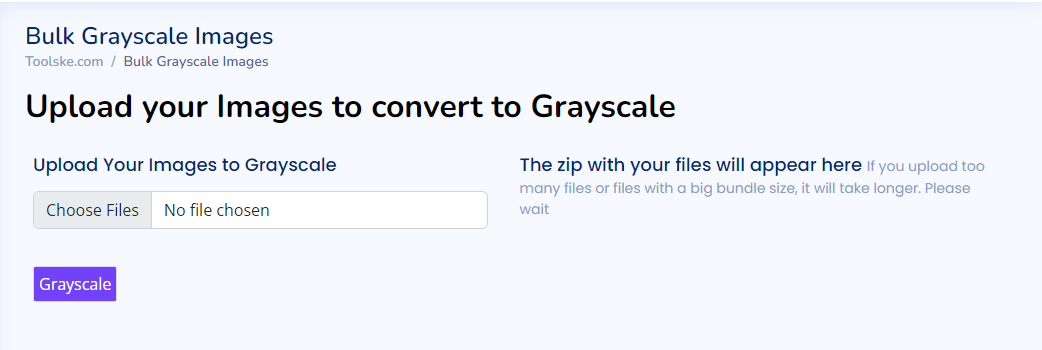 Bulk Grayscale Images
Toolske.com / Bulk Grayscale Images
Upload your Images to convert to Grayscale
Upload Your Images to Grayscale
Choose Files No file chosen
Grayscale
The zip with your files will appear here If you upload too
many files or files with a big bundle size, it will take longer. Please
wait